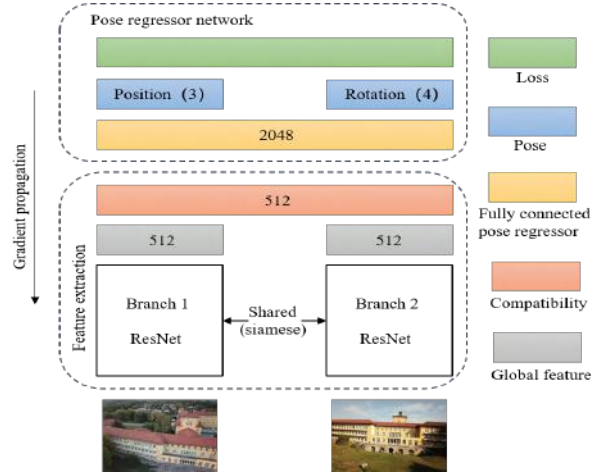 Pose regressor network
Position (3)
Rotation (4)
2048
Gradient propagation
Feature extraction
512
512
512
Branch 1
ResNet
Shared
(siamese)
Branch 2
ResNet
Loss
Pose
Fully connected
pose regressor
Compatibility
Global feature